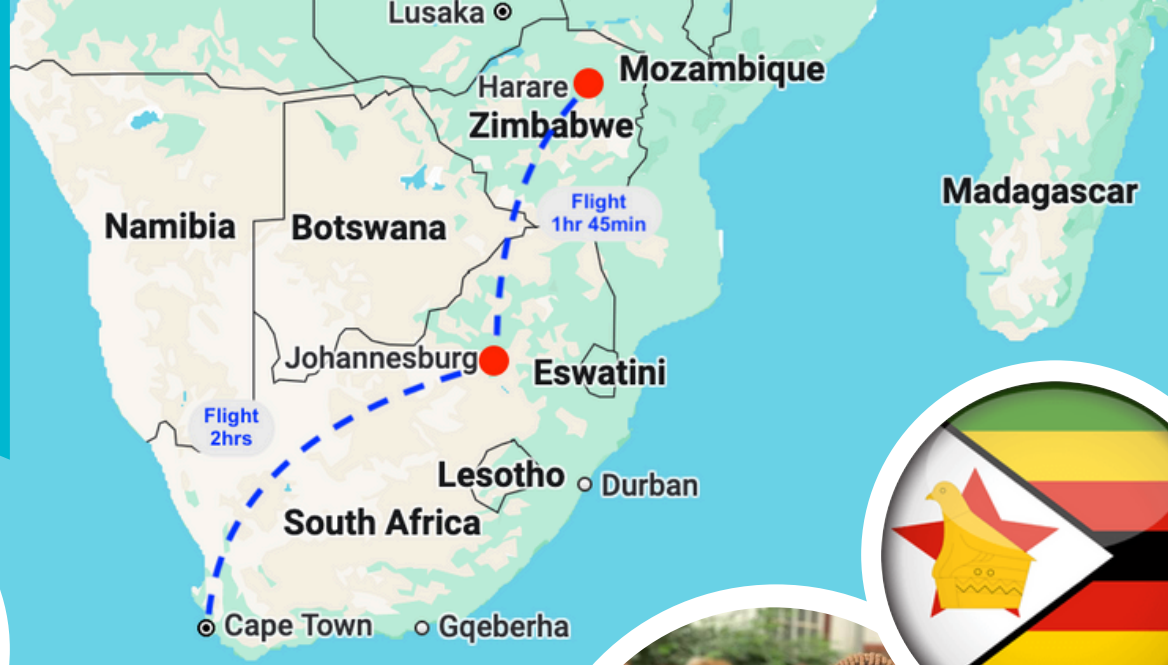 Lusaka
Mozambique
Harare
Zimbabwe
Madagascar
Flight
1hr 45min
Namibia
Botswana
Johannesburg
Eswatini
Flight
2hrs
Lesotho
Durban
South Africa
Cape Town
Gqeberha